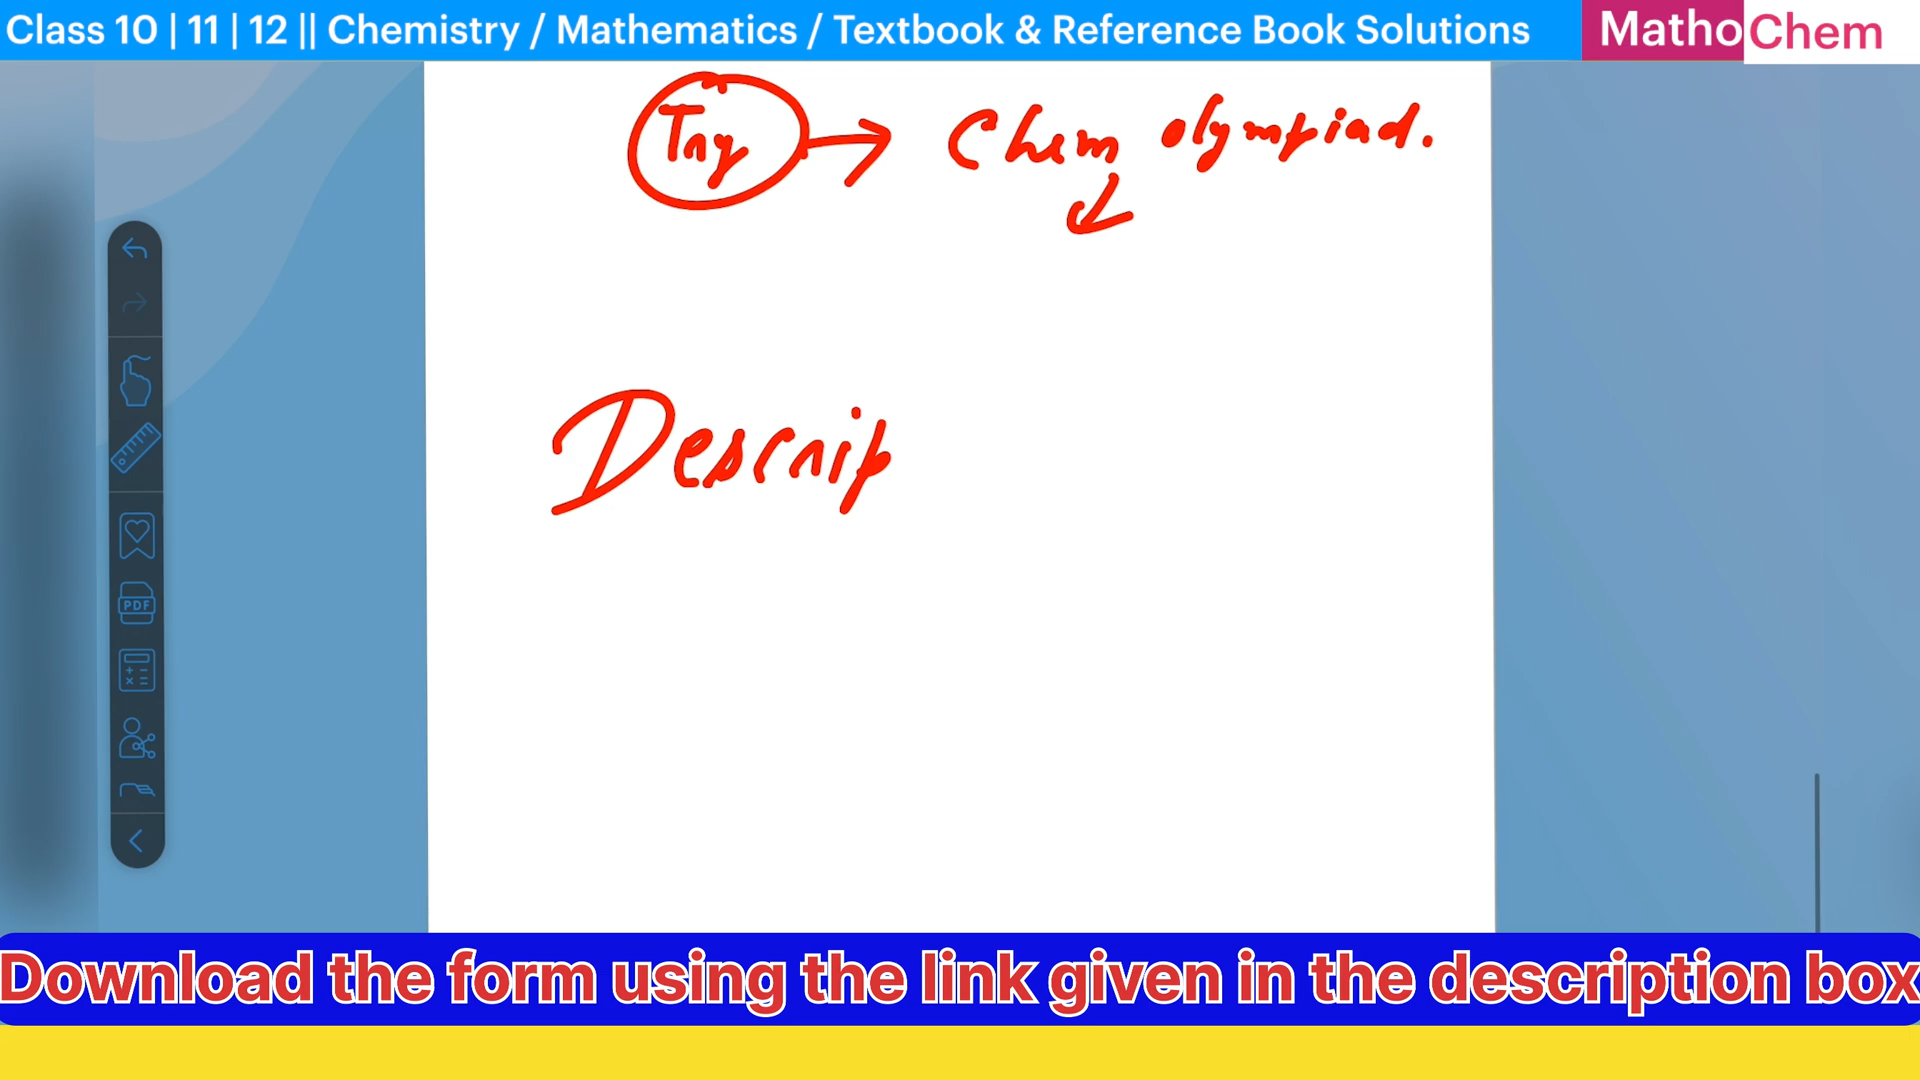 Class 10 | 11 | 12 || Chemistry / Mathematics / Textbook & Reference Book Solutions
MathoChem
Try → Chem olympiad.
Descrip
PDF
Download the form using the link given in the description box